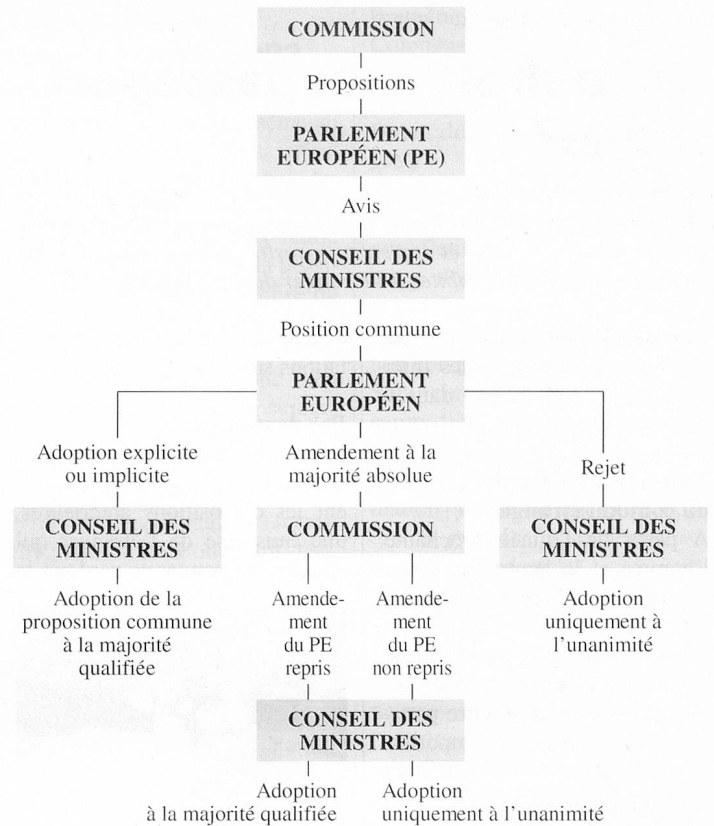 COMMISSION
Propositions
PARLEMENT
EUROPÉEN (PE)
Avis
CONSEIL DES
MINISTRES
Position commune
PARLEMENT
EUROPÉEN
Adoption explicite
ou implicite
CONSEIL DES
MINISTRES
Adoption de la
proposition commune
à la majorité
qualifiée
Amendement à la
majorité absolue
COMMISSION
Amende-
ment
du PE
repris
Amende-
ment
du PE
non repris
CONSEIL DES
MINISTRES
Adoption
à la majorité qualifiée
Adoption
uniquement à l'unanimité
Rejet
CONSEIL DES
MINISTRES
Adoption
uniquement à
l'unanimité